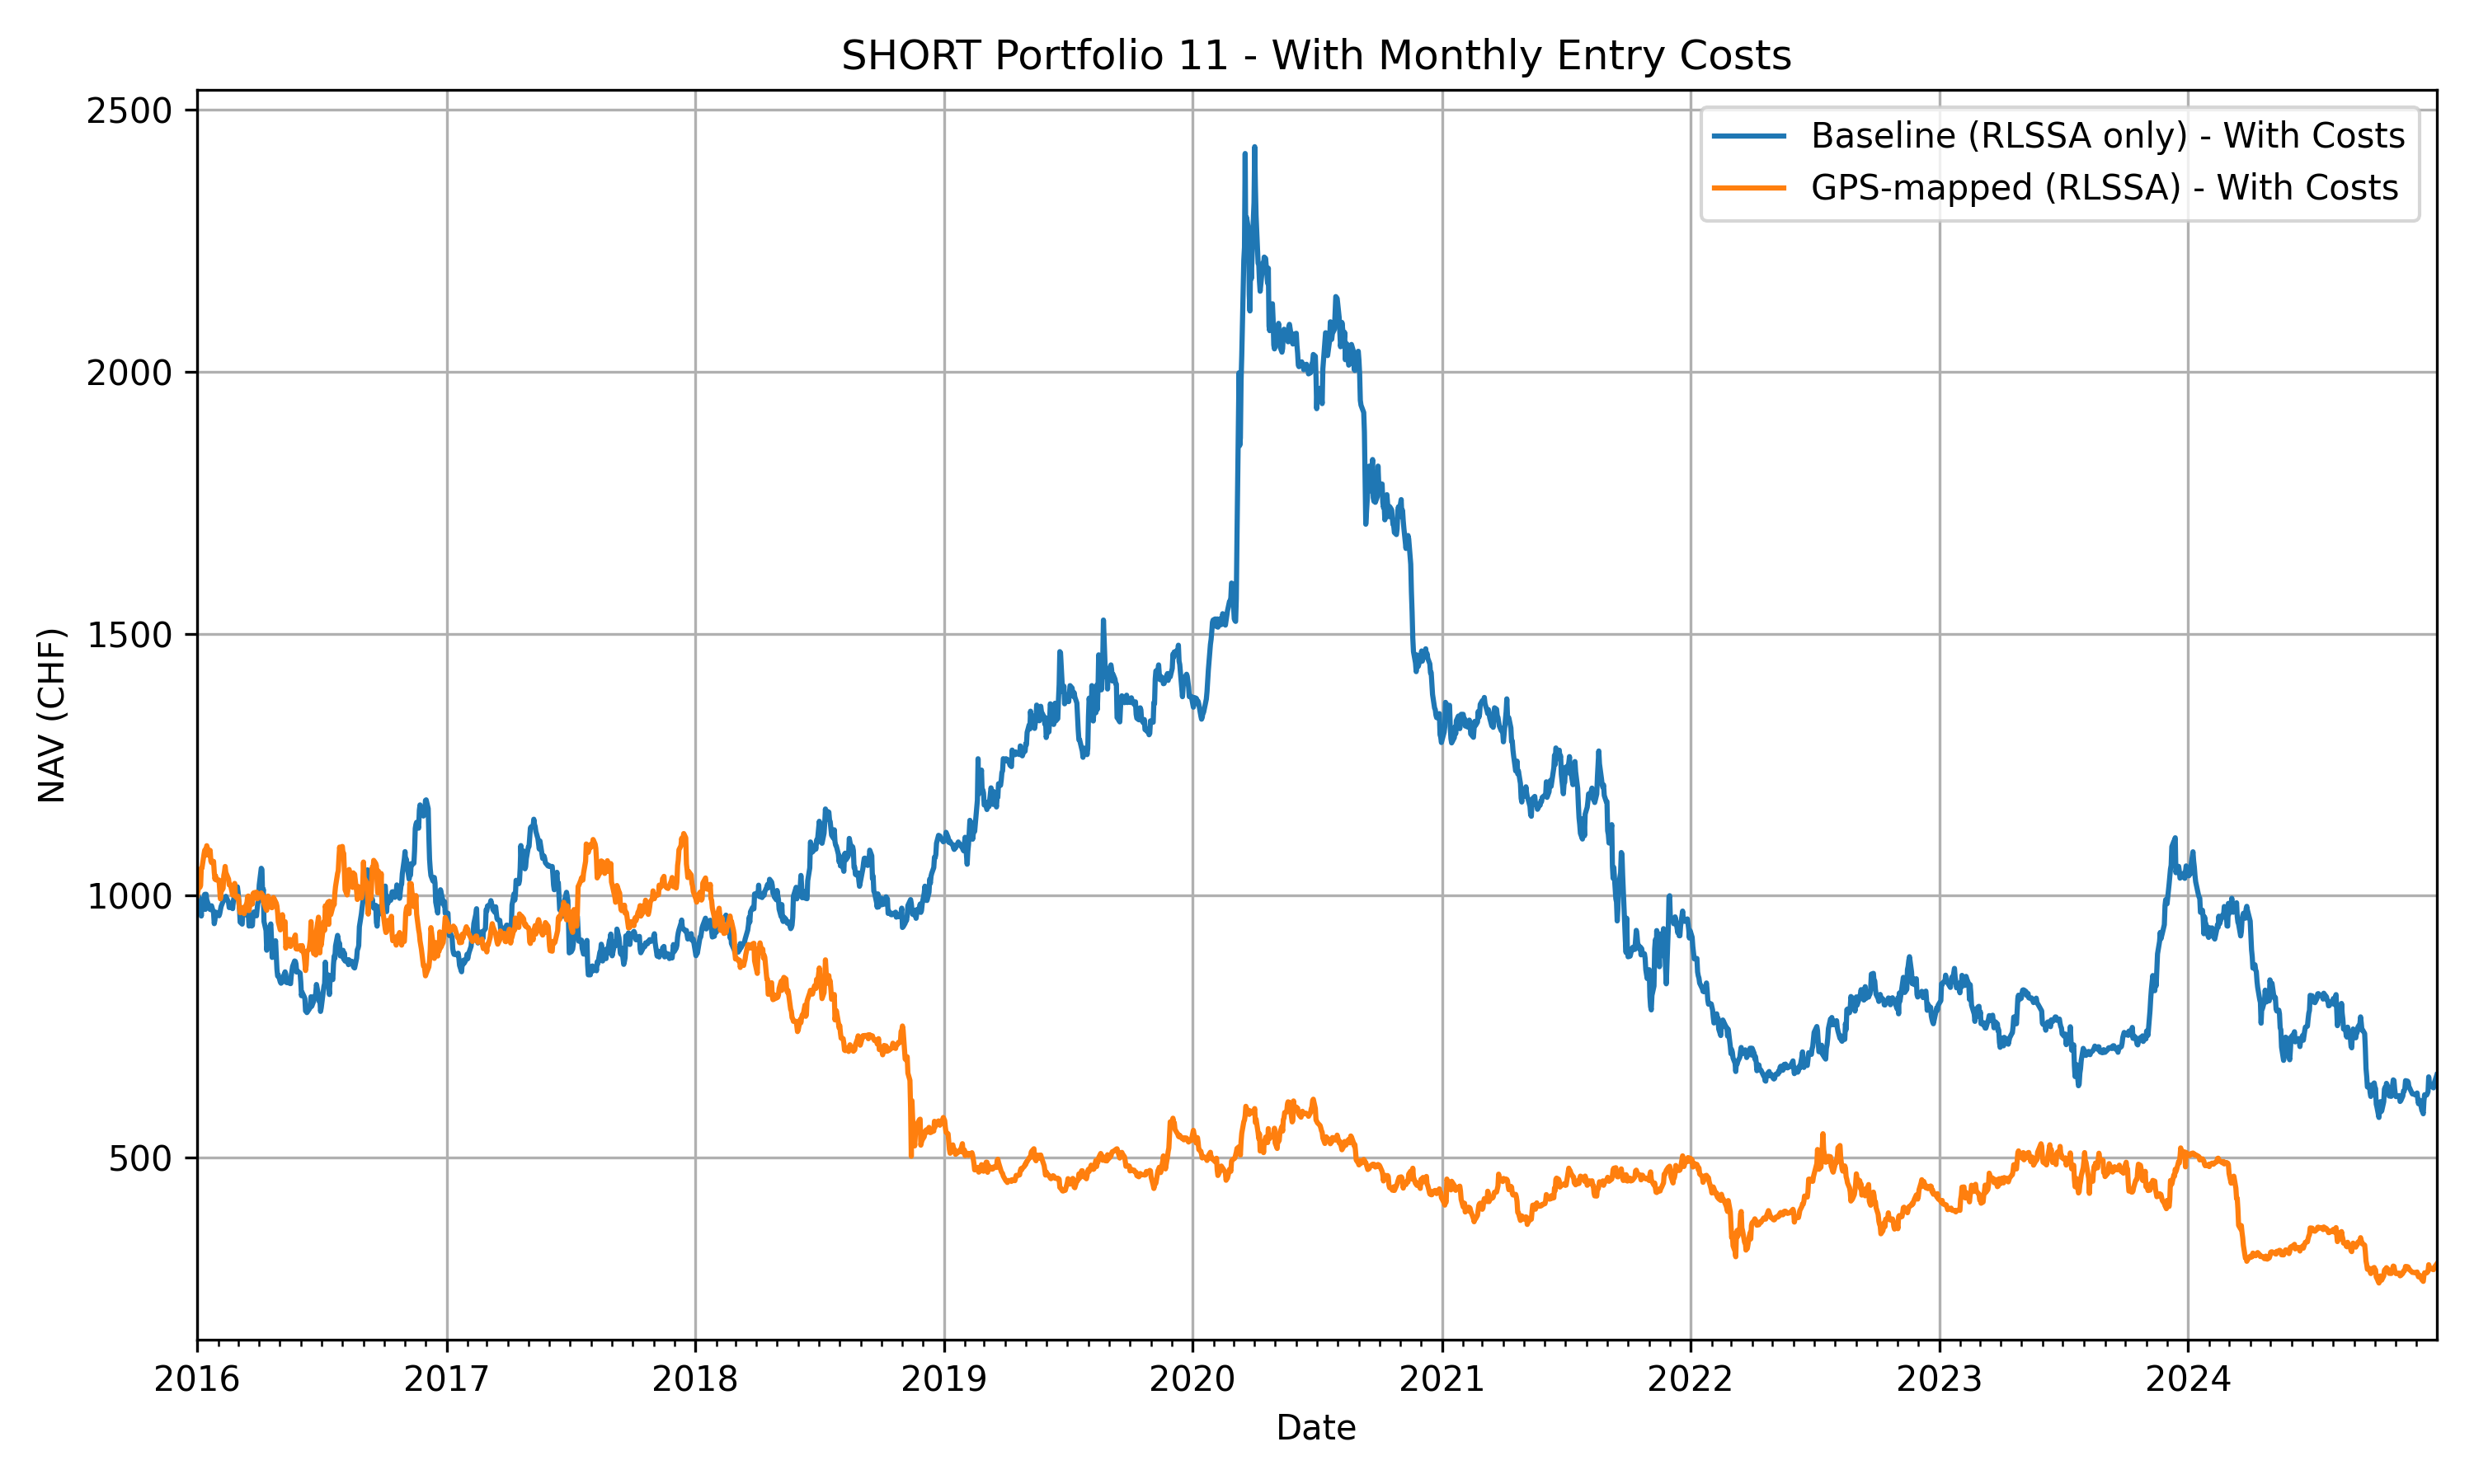 SHORT Portfolio 11 - With Monthly Entry Costs
Baseline (RLSSA only) - With Costs
GPS-mapped (RLSSA) - With Costs
NAV (CHF)
2500
2000
1500
1000
500
2016 2017 2018 2019 2020 2021 2022 2023 2024
Date